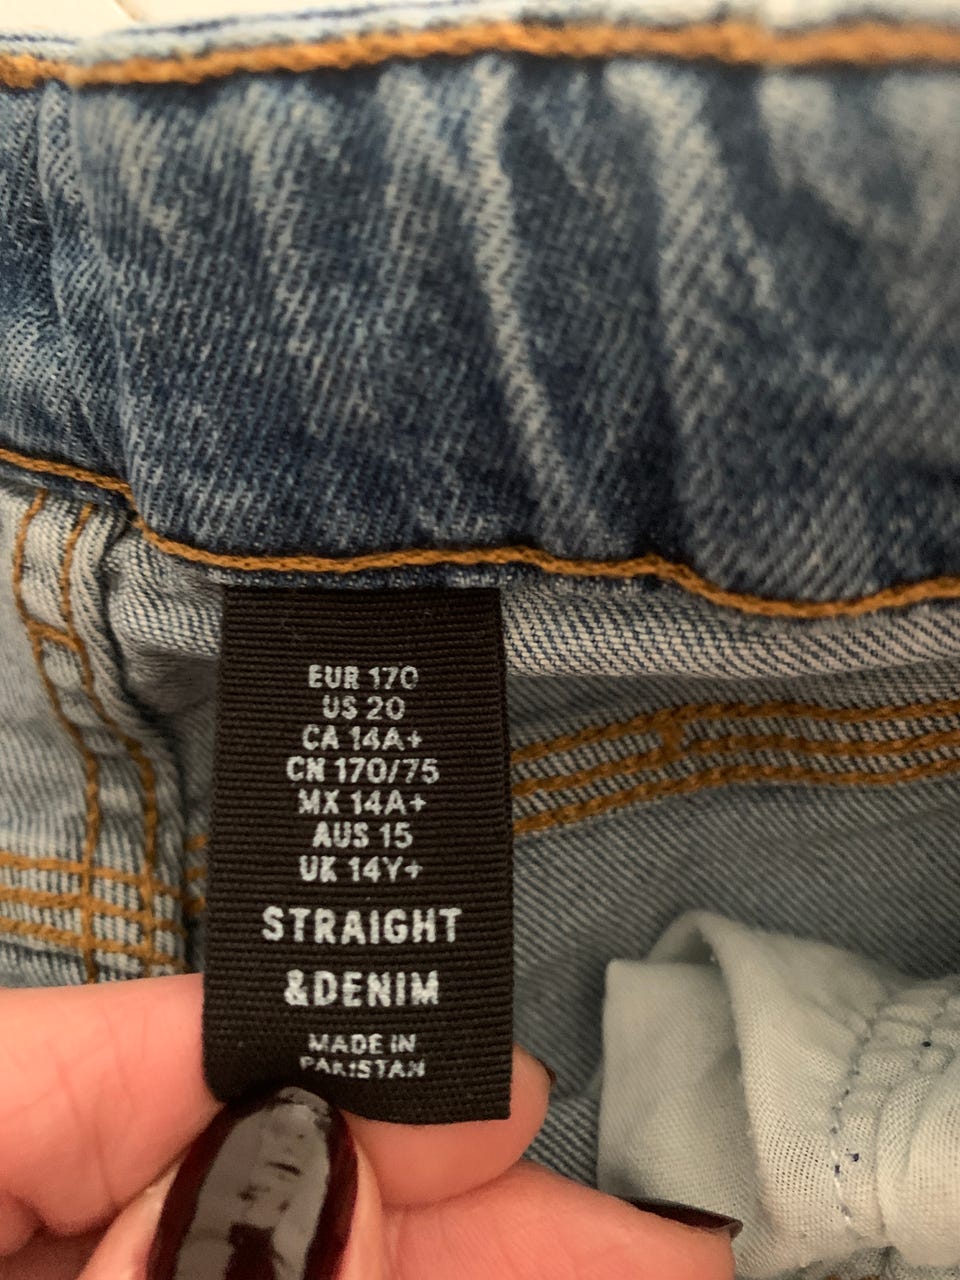 EUR 170
US 20
CA 14A+
CN 170/75
MX 14A+
AUS 15
UK 14Y+
STRAIGHT
&DENIM
MADE IN
PAKISTAN